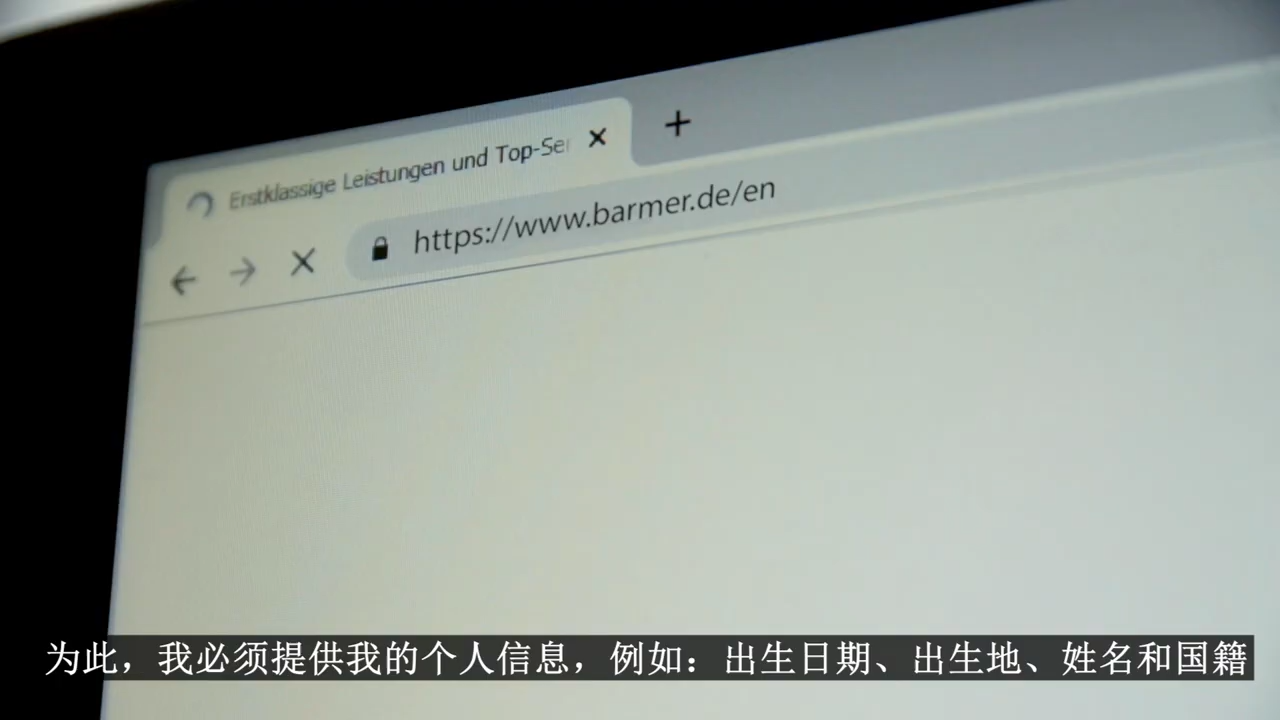 Erstklassige Leistungen und Top-Se
https://www.barmer.de/en
为此，我必须提供我的个人信息，例如：出生日期、出生地、姓名和国籍